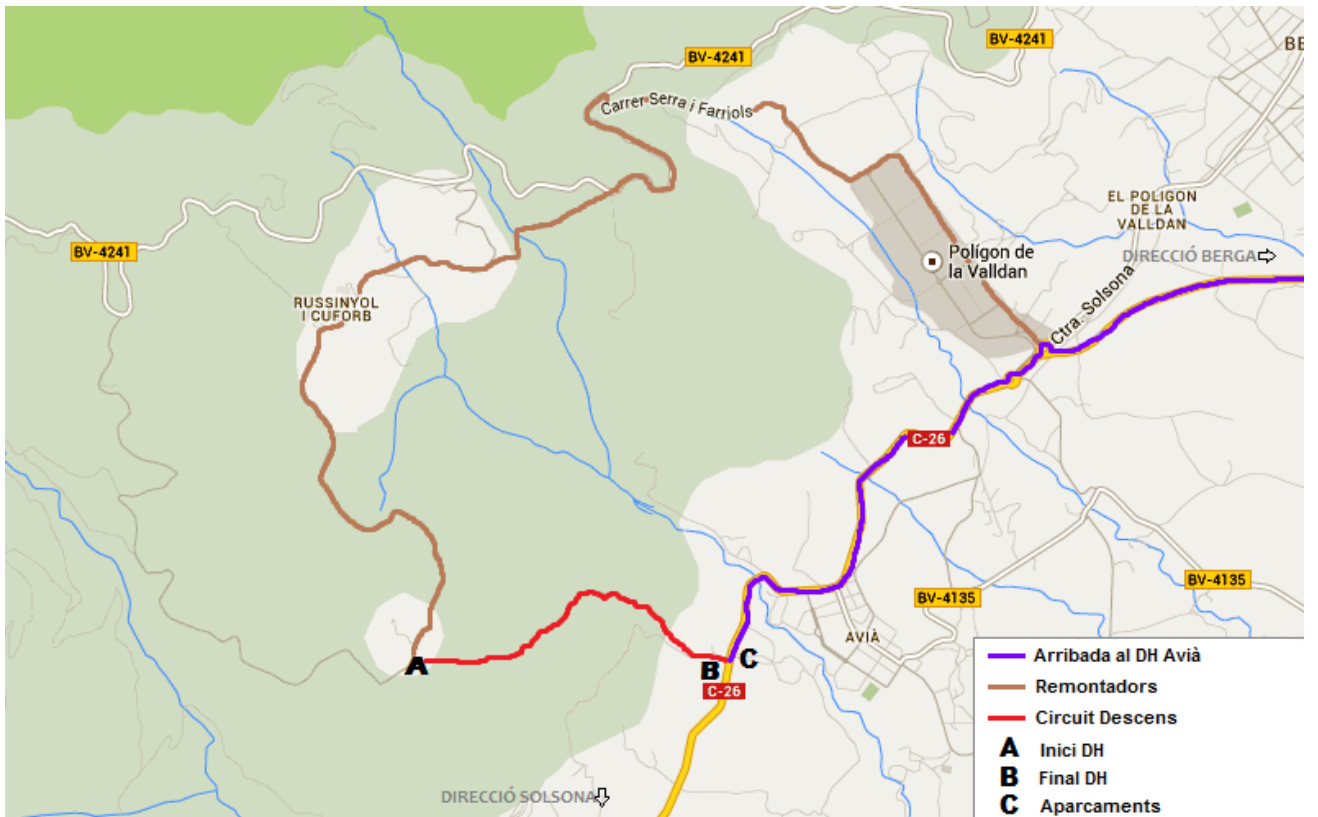 BV-4241
BV-4241
BE
Carrer Serra i Farriols
EL POLIGON
DE LA
VALLDAN
BV-4241
Polígon de
la Valldan
DIRECCIÓ BERGA
RUSSINYOL
I CUFORB
Ctra. Solsona
C-26
BV-4135
BV-4135
AVIÀ
A
B
C
C-26
DIRECCIÓ SOLSONA
Arribada al DH Avià
Remontadors
Circuit Descens
A Inici DH
B Final DH
C Aparcaments